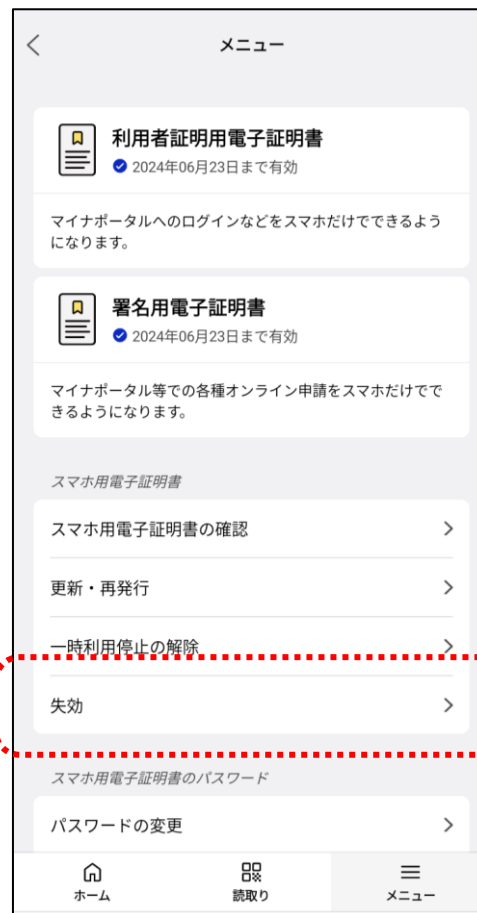 メニュー
利用者証明用電子証明書
2024年06月23日まで有効
マイナポータルへのログインなどをスマホだけでできるよう
になります。
署名用電子証明書
2024年06月23日まで有効
マイナポータル等での各種オンライン申請をスマホだけでで
きるようになります。
スマホ用電子証明書
スマホ用電子証明書の確認
更新・再発行
一時利用停止の解除
失効
スマホ用電子証明書のパスワード
パスワードの変更
ホーム
読取り
メニュー